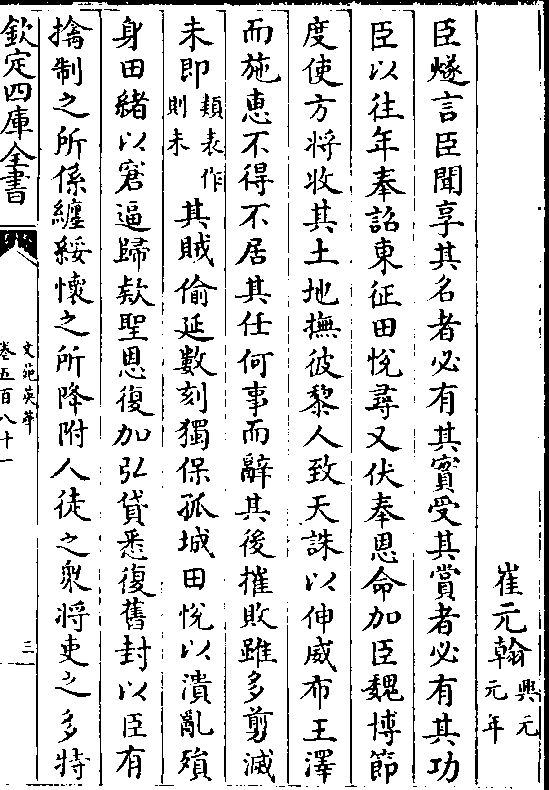 崔元翰興元元年
臣燧言臣聞享其名者必有其實受其賞者必有其功
臣以往年奉詔東征田悅尋又伏奉恩命加臣魏博節
度使方將收其土地撫彼黎人致天誅以伸威布王澤
而施恵不得不居其任何事而辭其後摧敗雖多剪滅
未即類表作則未其賊偷延數刻獨保孤城田悅以潰亂殞
身田緒以窘逼歸欵聖恩復加弘貸悉復舊封以臣有
擒制之所係纏綏懷之所降附人徒之衆將吏之多特
欽定四庫全書
文苑英華
卷五百八十一
三